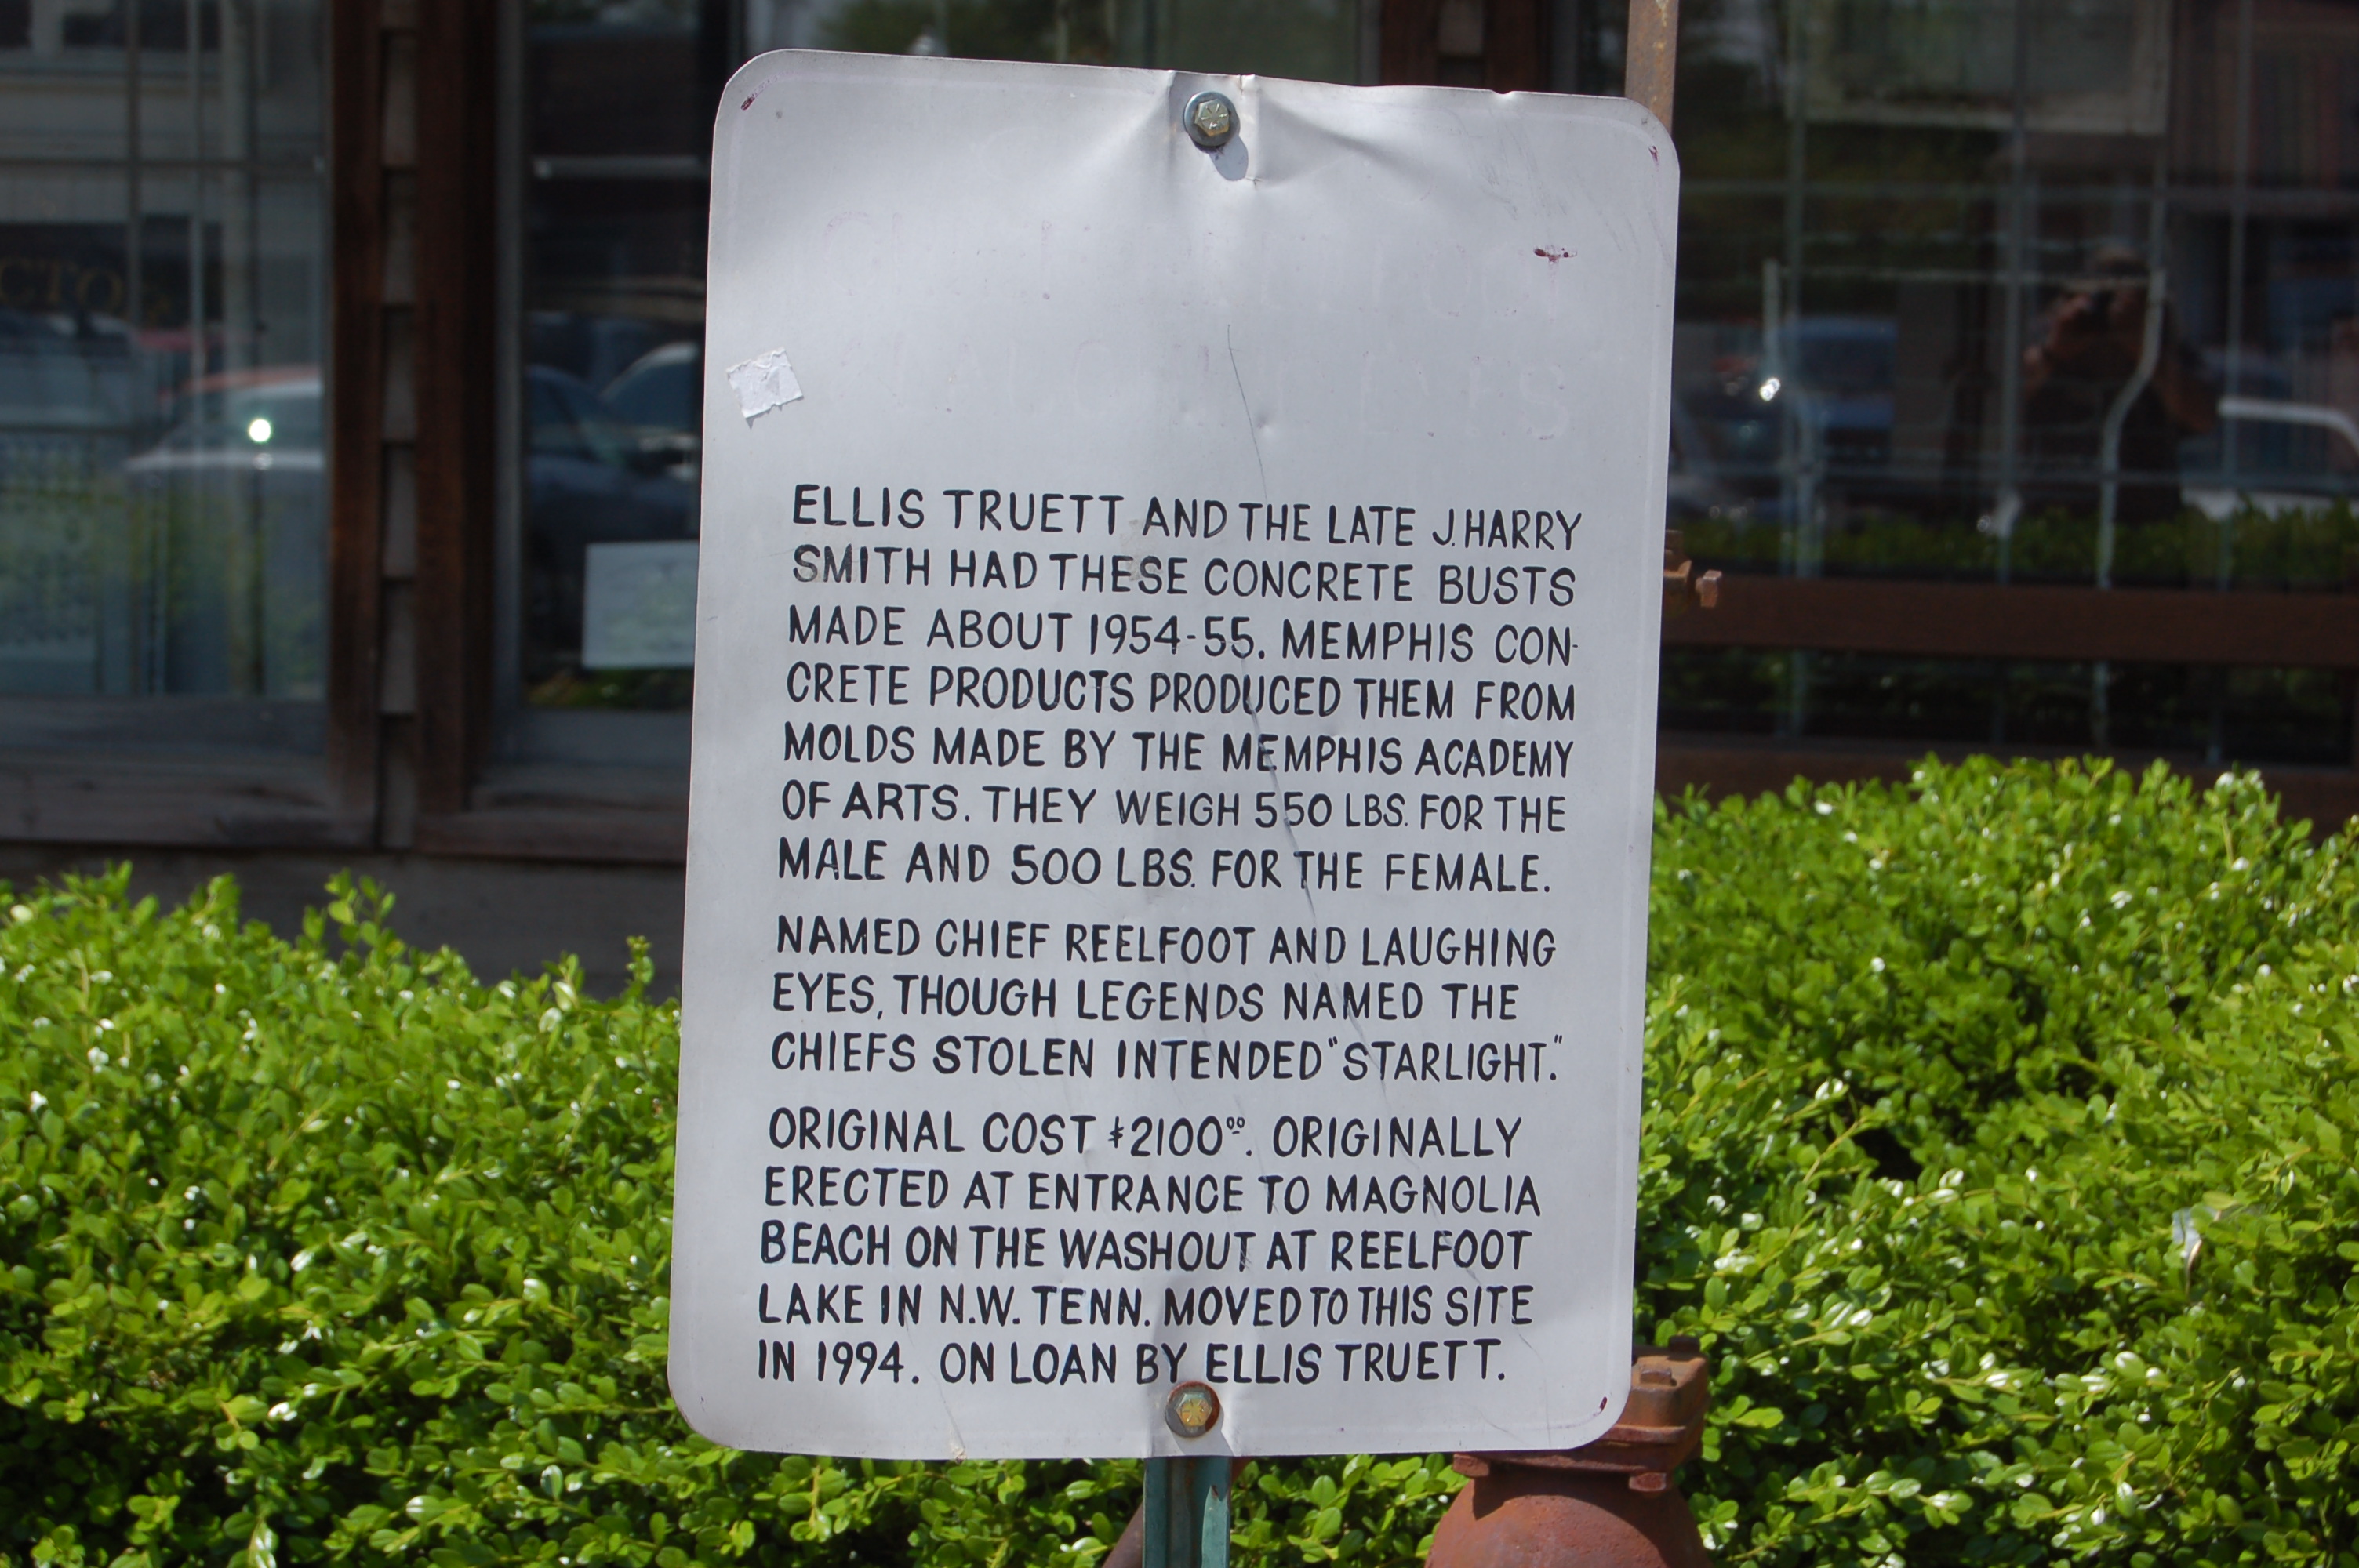 ELLIS TRUETT AND THE LATE J. HARRY
SMITH HAD THESE CONCRETE BUSTS
MADE ABOUT 1954-55. MEMPHIS CON-
CRETE PRODUCTS PRODUCED THEM FROM
MOLDS MADE BY THE MEMPHIS ACADEMY
OF ARTS. THEY WEIGH 550 LBS. FOR THE
MALE AND 500 LBS. FOR THE FEMALE.
NAMED CHIEF REELFOOT AND LAUGHING
EYES, THOUGH LEGENDS NAMED THE
CHIEFS STOLEN INTENDED "STARLIGHT."
ORIGINAL COST $2100⁰⁰. ORIGINALLY
ERECTED AT ENTRANCE TO MAGNOLIA
BEACH ON THE WASHOUT AT REELFOOT
LAKE IN N.W. TENN. MOVED TO THIS SITE
IN 1994. ON LOAN BY ELLIS TRUETT.